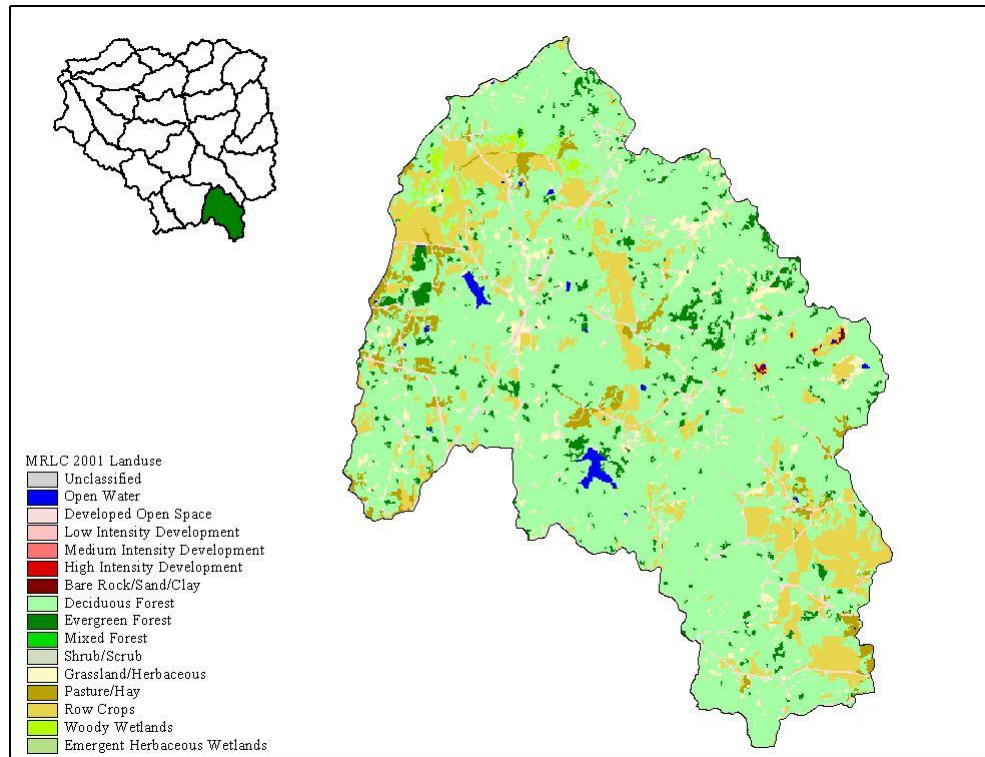 MRLC 2001 Landuse
Unclassified
Open Water
Developed Open Space
Low Intensity Development
Medium Intensity Development
High Intensity Development
Bare Rock/Sand/Clay
Deciduous Forest
Evergreen Forest
Mixed Forest
Shrub/Scrub
Grassland/Herbaceous
Pasture/Hay
Row Crops
Woody Wetlands
Emergent Herbaceous Wetlands